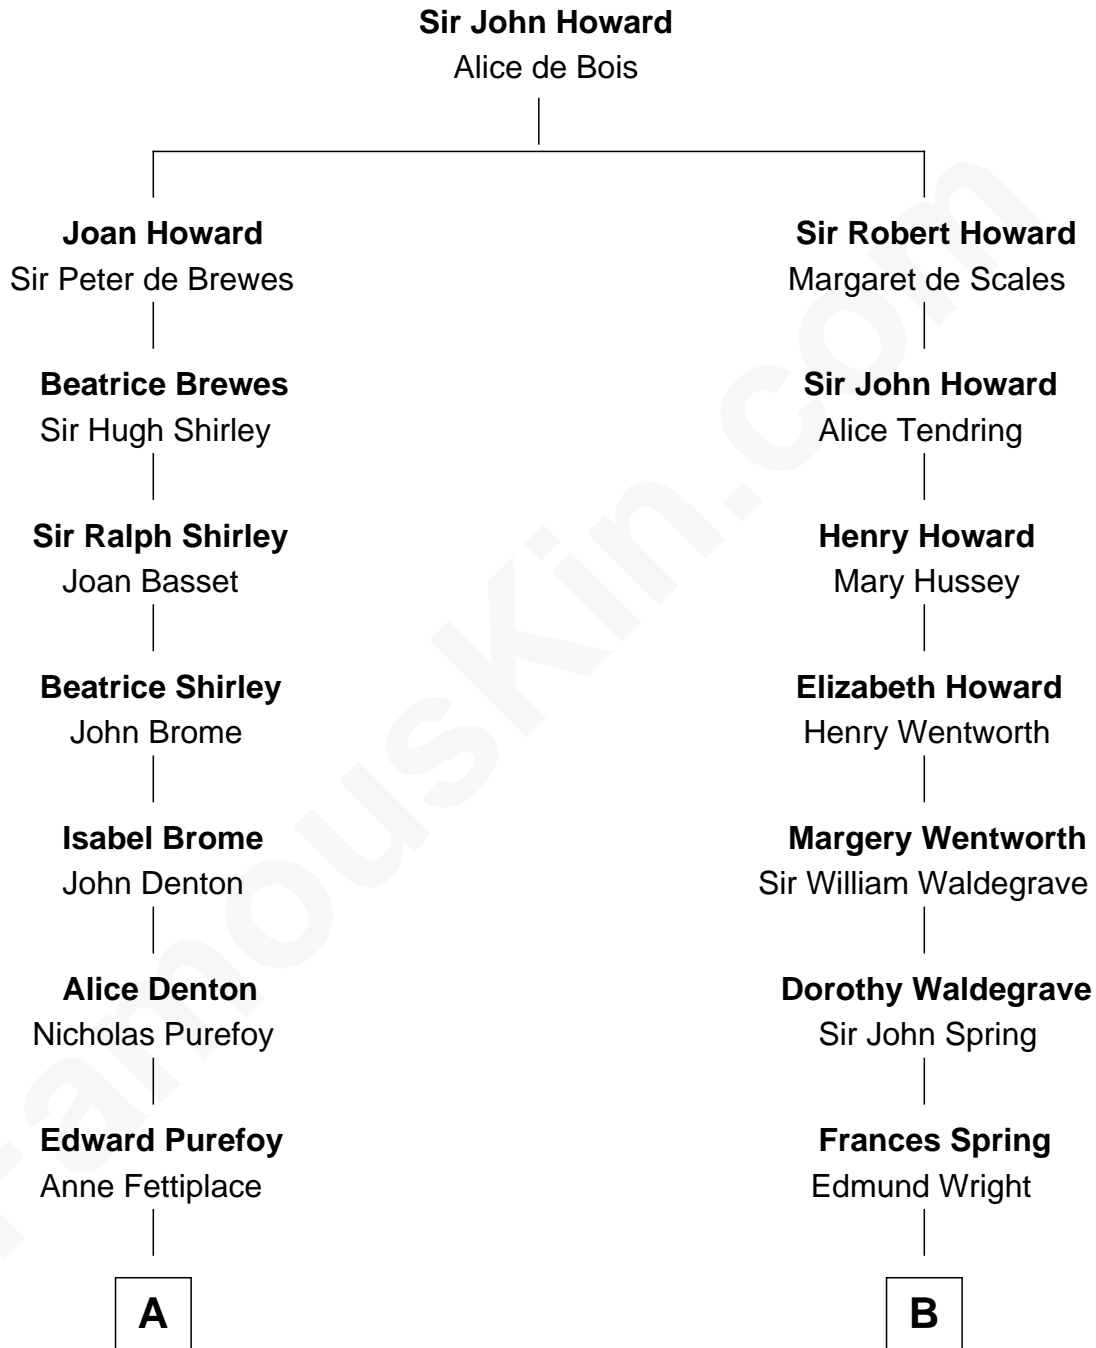 Sir John Howard
Alice de Bois
Joan Howard
Sir Peter de Brewes
Sir Robert Howard
Margaret de Scales
Beatrice Brewes
Sir Hugh Shirley
Sir John Howard
Alice Tendring
Sir Ralph Shirley
Joan Basset
Henry Howard
Mary Hussey
Beatrice Shirley
John Brome
Elizabeth Howard
Henry Wentworth
Isabel Brome
John Denton
Margery Wentworth
Sir William Waldegrave
Alice Denton
Nicholas Purefoy
Dorothy Waldegrave
Sir John Spring
Edward Purefoy
Anne Fettiplace
Frances Spring
Edmund Wright
A
B
FamousKin.com